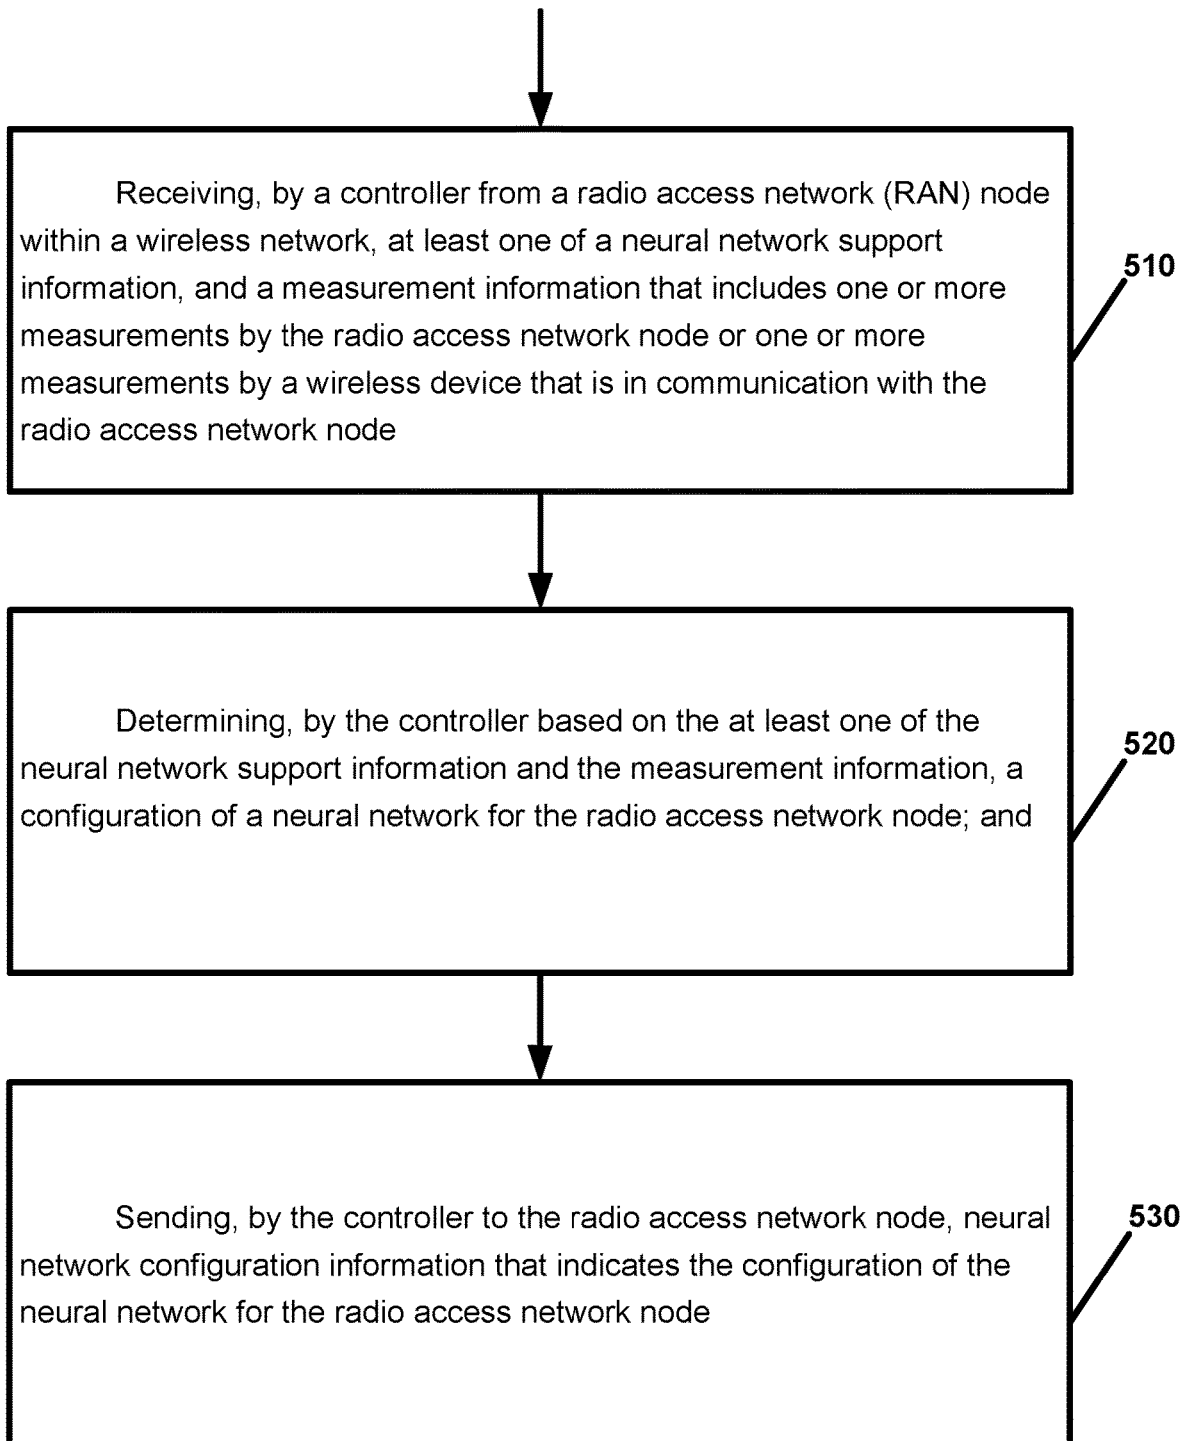 Receiving, by a controller from a radio access network (RAN) node
within a wireless network, at least one of a neural network support
information, and a measurement information that includes one or more
measurements by the radio access network node or one or more
measurements by a wireless device that is in communication with the
radio access network node
510
Determining, by the controller based on the at least one of the
neural network support information and the measurement information, a
configuration of a neural network for the radio access network node; and
520
Sending, by the controller to the radio access network node, neural
network configuration information that indicates the configuration of the
neural network for the radio access network node
530